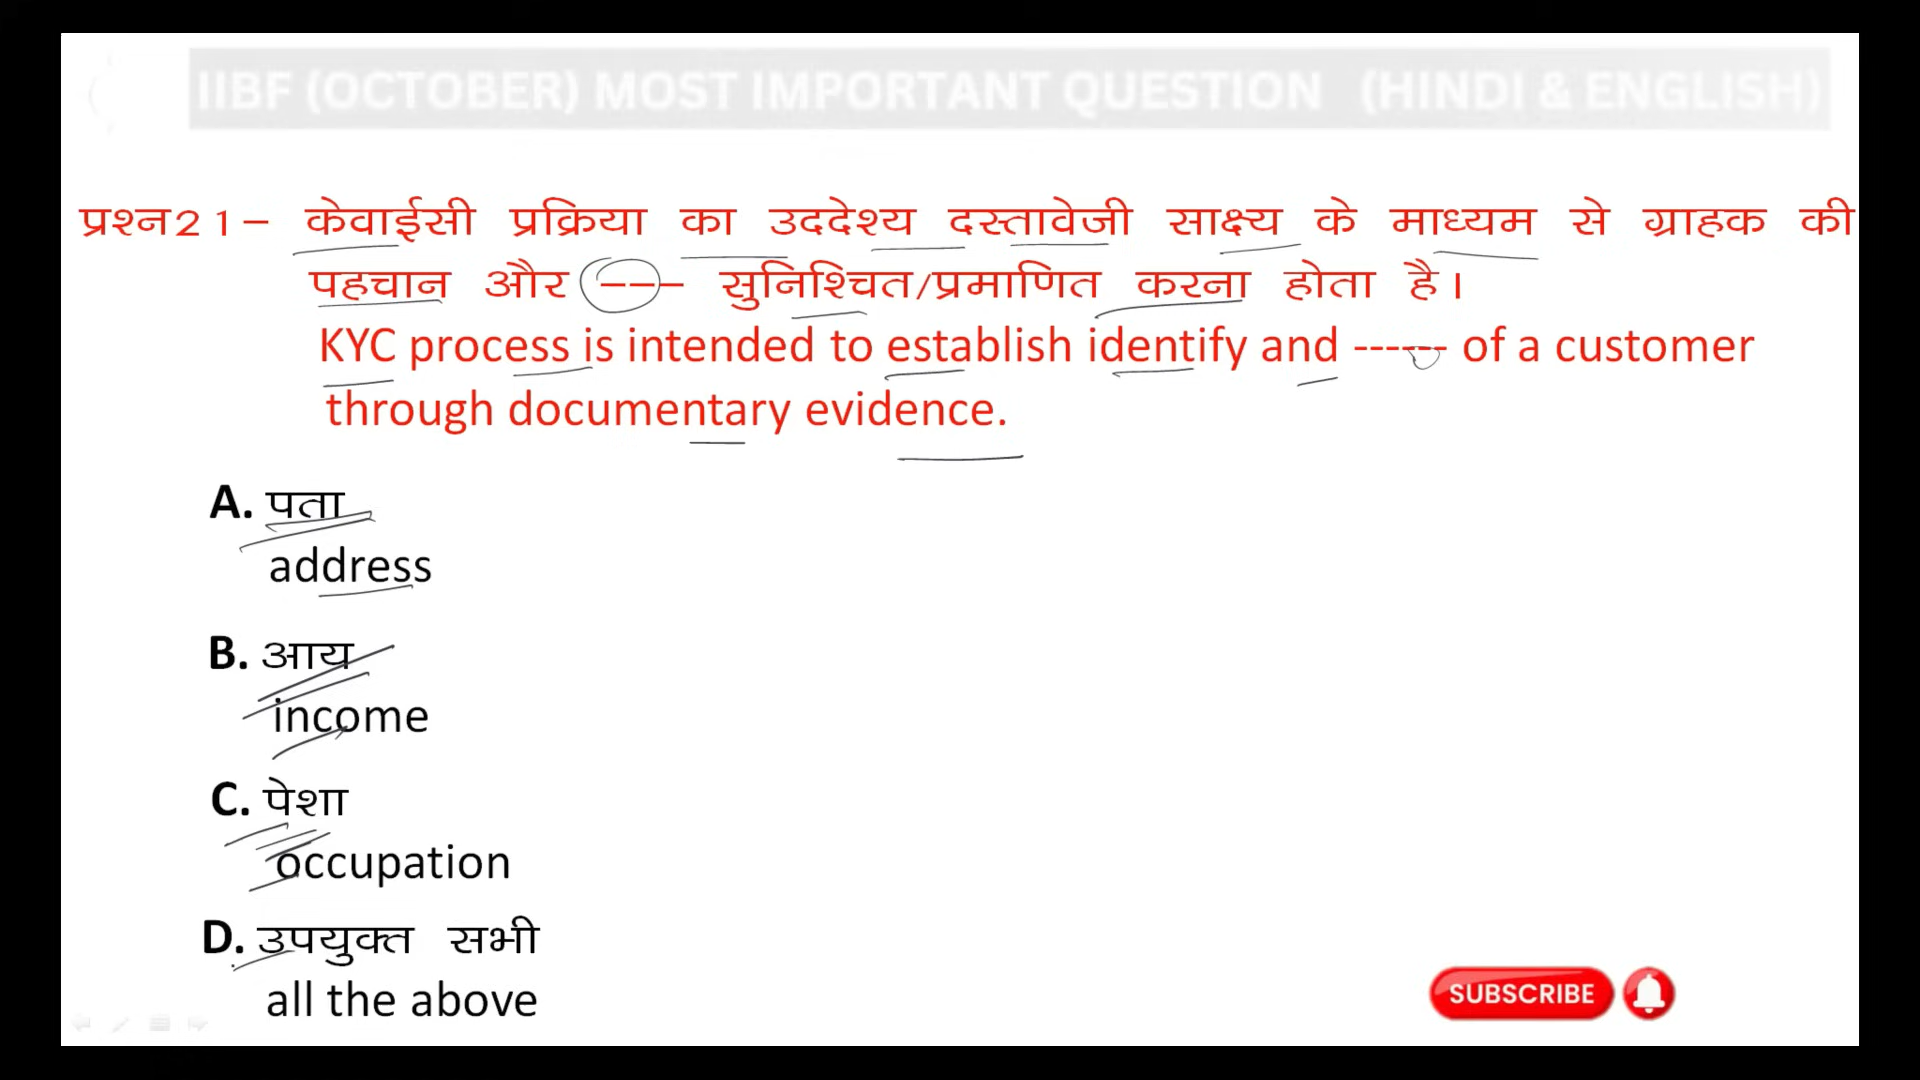 IIBF (OCTOBER) MOST IMPORTANT QUESTION (HINDI & ENGLISH)
प्रश्न21– केवाईसी प्रक्रिया का उददेश्य दस्तावेजी साक्ष्य के माध्यम से ग्राहक की
पहचान और --- सुनिश्चित/प्रमाणित करना होता है।
KYC process is intended to establish identify and ------ of a customer
through documentary evidence.
A. पता
address
B. आय
income
C. पेशा
occupation
D. उपयुक्त सभी
all the above
SUBSCRIBE